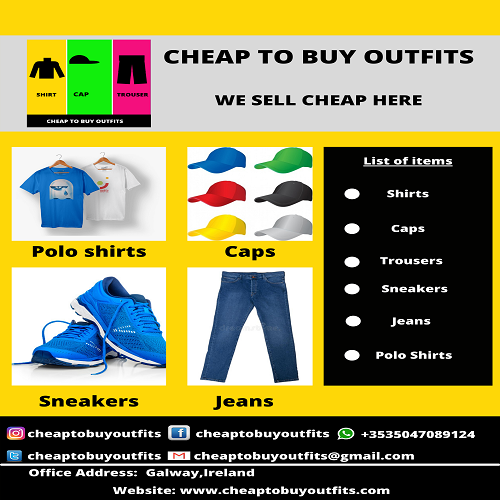 CHEAP TO BUY OUTFITS
SHIRT CAP TROUSER
CHEAP TO BUY OUTFITS
WE SELL CHEAP HERE
List of items
Shirts
Caps
Trousers
Sneakers
Jeans
Polo Shirts
Polo shirts Caps
Sneakers Jeans
cheaptobuyoutfits cheaptobuyoutfits +3535047089124
cheaptobuyoutfits cheaptobuyoutfits@gmail.com
Office Address: Galway,Ireland
Website: www.cheaptobuyoutfits.com